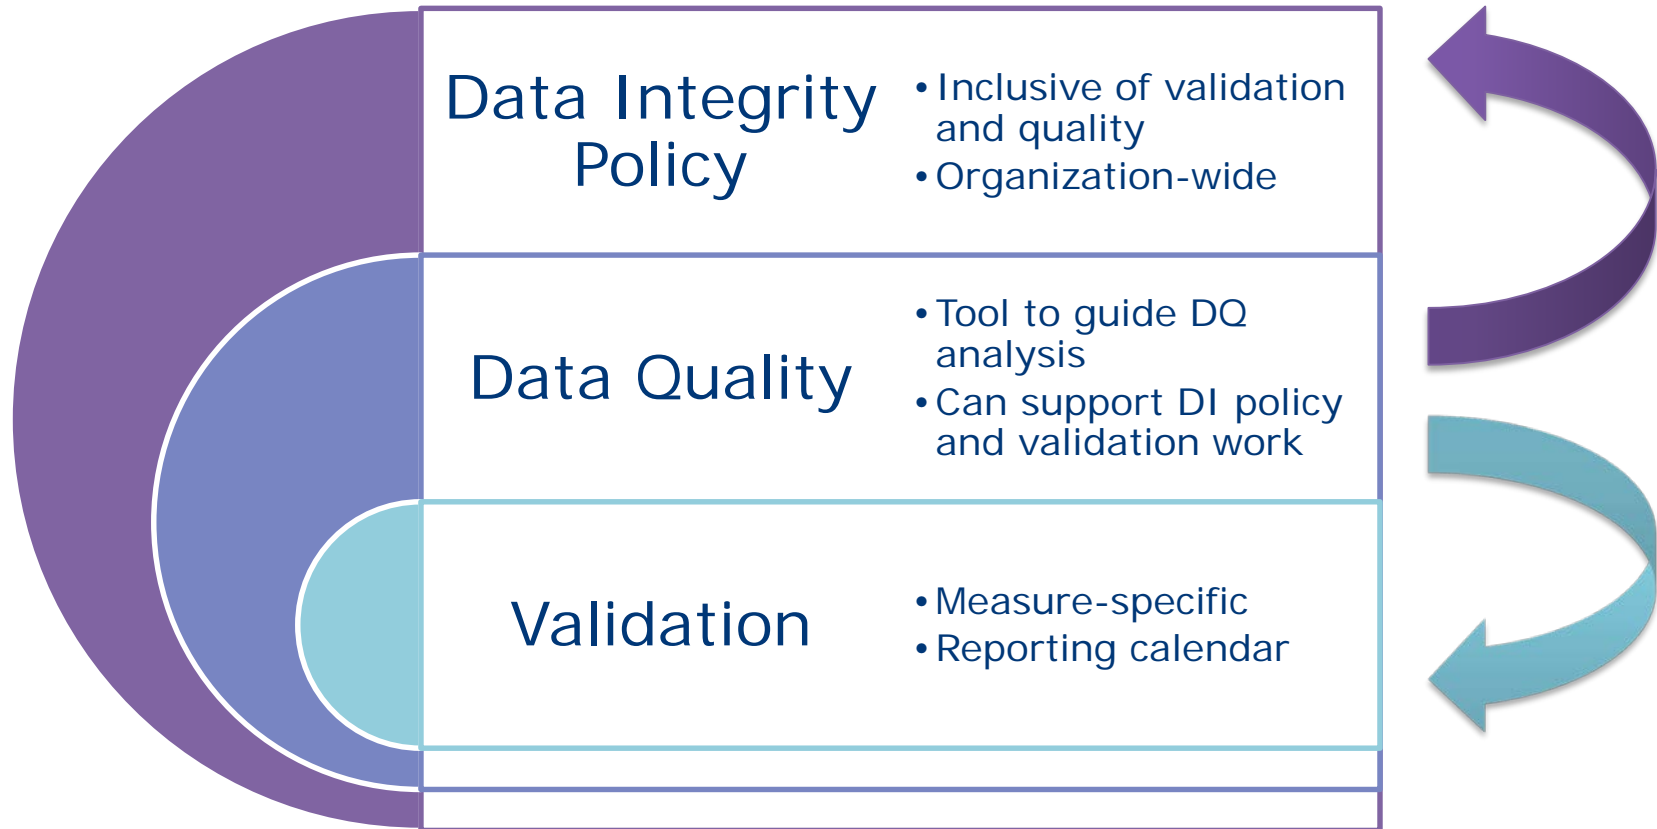 Data Integrity
Policy
• Inclusive of validation
and quality
• Organization-wide
Data Quality
• Tool to guide DQ
analysis
• Can support DI policy
and validation work
Validation
• Measure-specific
• Reporting calendar